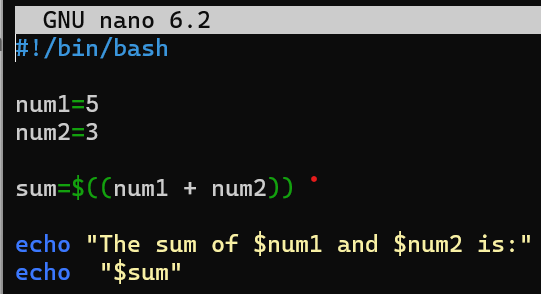 GNU nano 6.2
#!/bin/bash
num1=5
num2=3
sum=$((num1 + num2))
echo "The sum of $num1 and $num2 is:"
echo  "$sum"